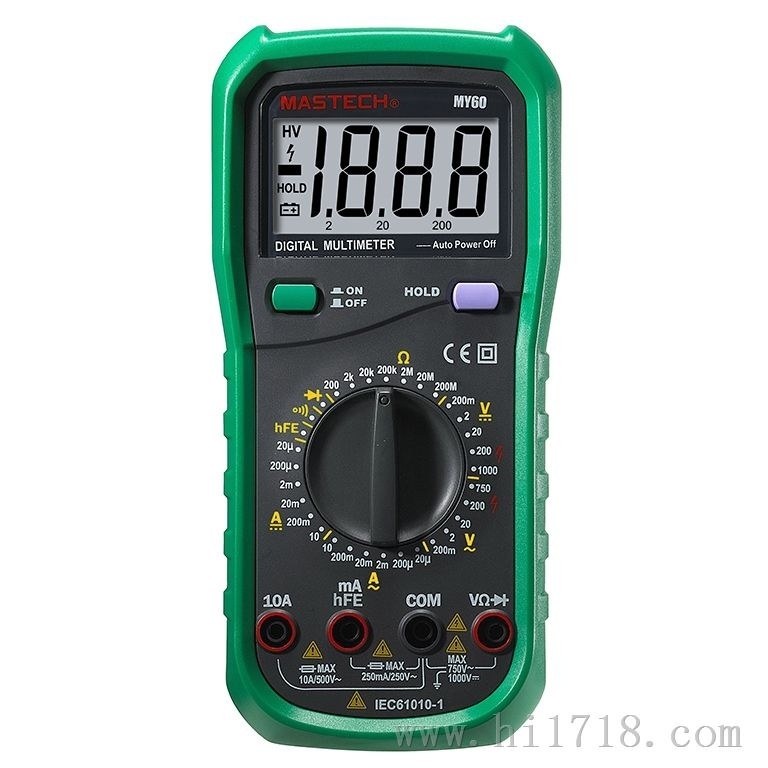 MASTECH® MY60
HV
-1.8.8.8
HOLD
2 20 200
DIGITAL MULTIMETER Auto Power Off
ON
OFF
HOLD
CE
Ω
200 2k 20k 200k 2M 20M 200M
hFE
200m 2 20 200 1000 V
750 200 20 2 200m V~
A 20μ 200μ 2m 20m 200m 10
10 200m 20m 2m 200μ 20μ
A~
10A
mA
hFE
COM
VΩ
MAX
10A/500V~
MAX
250mA/250V~
MAX
750V~
1000V
IEC61010-1
www.hi1718.com